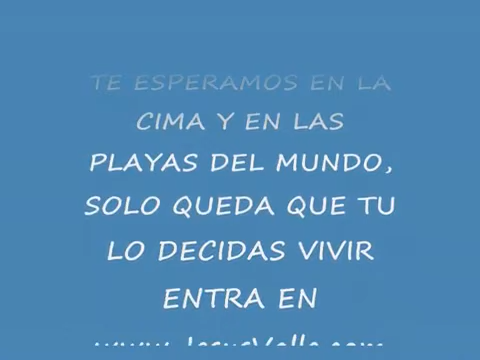 TE ESPERAMOS EN LA
CIMA Y EN LAS
PLAYAS DEL MUNDO,
SOLO QUEDA QUE TU
LO DECIDAS VIVIR
ENTRA EN